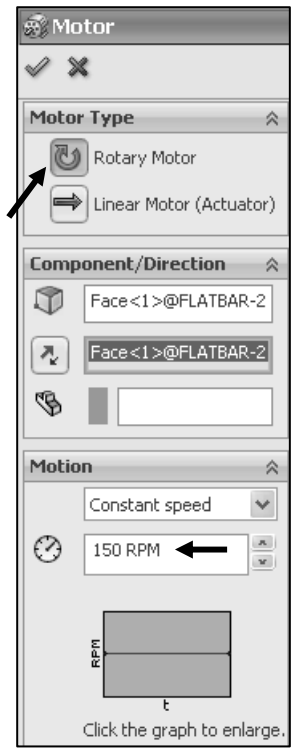 Motor
Motor Type
Rotary Motor
Linear Motor (Actuator)
Component/Direction
Face<1>@FLATBAR-2
Face<1>@FLATBAR-2
Motion
Constant speed
150 RPM
RPM
t
Click the graph to enlarge.